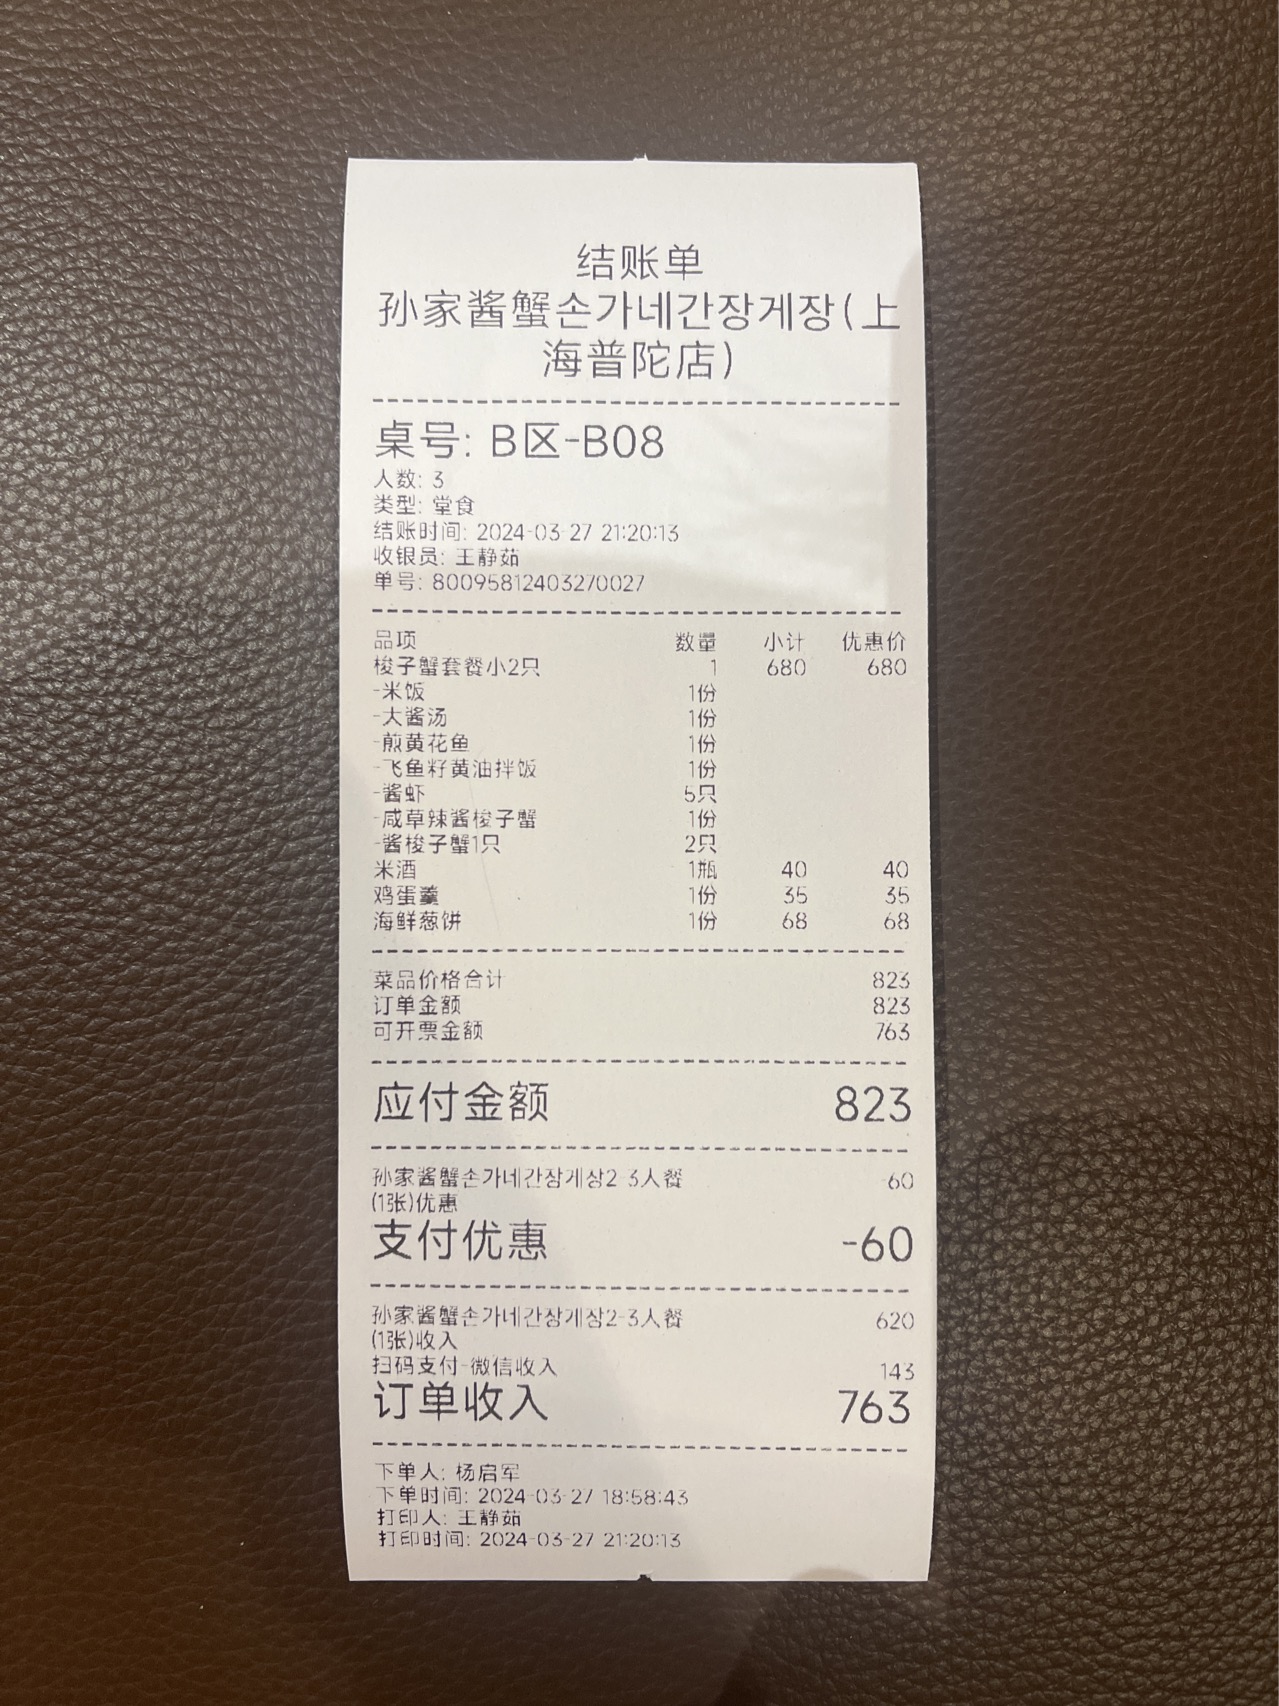 结账单
孙家酱蟹손가네간장게장(上
海普陀店)
桌号: B区-B08
人数: 3
类型: 堂食
结账时间: 2024-03-27 21:20:13
收银员: 王静茹
单号: 80095812403270027
品项 数量 小计 优惠价
梭子蟹套餐小2只 1 680 680
-米饭 1份
-大酱汤 1份
-煎黄花鱼 1份
-飞鱼籽黄油拌饭 1份
-酱虾 5只
-咸草辣酱梭子蟹 1份
-酱梭子蟹1只 2只
米酒 1瓶 40 40
鸡蛋羹 1份 35 35
海鲜葱饼 1份 68 68
菜品价格合计 823
订单金额 823
可开票金额 763
应付金额 823
孙家酱蟹손가네간장게장2-3人餐 -60
(1张)优惠
支付优惠 -60
孙家酱蟹손가네간장게장2-3人餐 620
(1张)收入
扫码支付-微信收入 143
订单收入 763
下单人: 杨启军
下单时间: 2024-03-27 18:58:43
打印人: 王静茹
打印时间: 2024-03-27 21:20:13